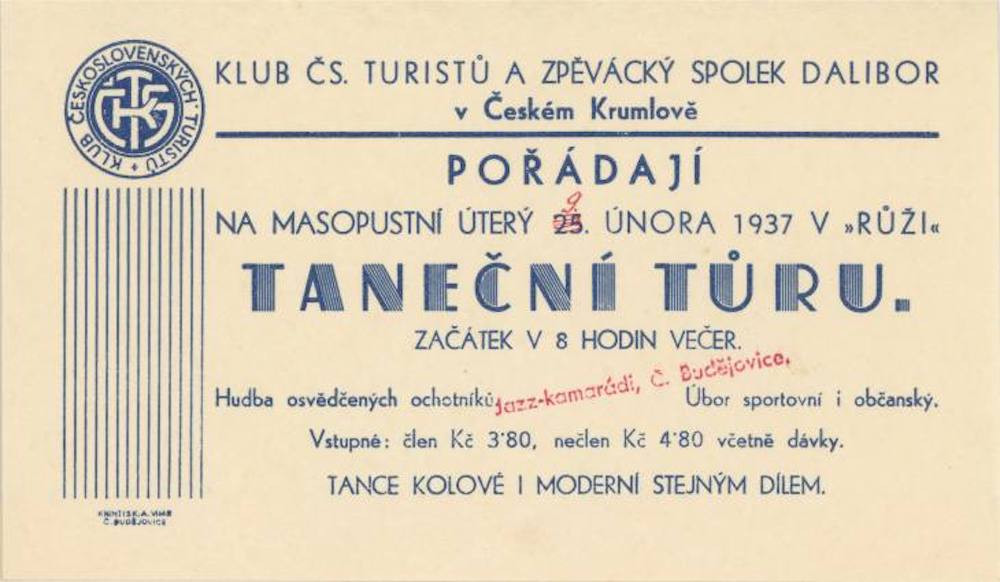 KLUB ČESKOSLOVENSKÝCH TURISTŮ
KČST
KLUB ČS. TURISTŮ A ZPĚVÁCKÝ SPOLEK DALIBOR
v Českém Krumlově
POŘÁDAJÍ
9.
NA MASOPUSTNÍ ÚTERÝ 25. ÚNORA 1937 V »RŮŽI«
TANEČNÍ TŮRU.
ZAČÁTEK V 8 HODIN VEČER.
Jazz-kamarádi, Č. Budějovice.
Hudba osvědčených ochotníků, Úbor sportovní i občanský.
Vstupné: člen Kč 3·80, nečlen Kč 4·80 včetně dávky.
TANCE KOLOVÉ I MODERNÍ STEJNÝM DÍLEM.
Č. BUDĚJOVICE